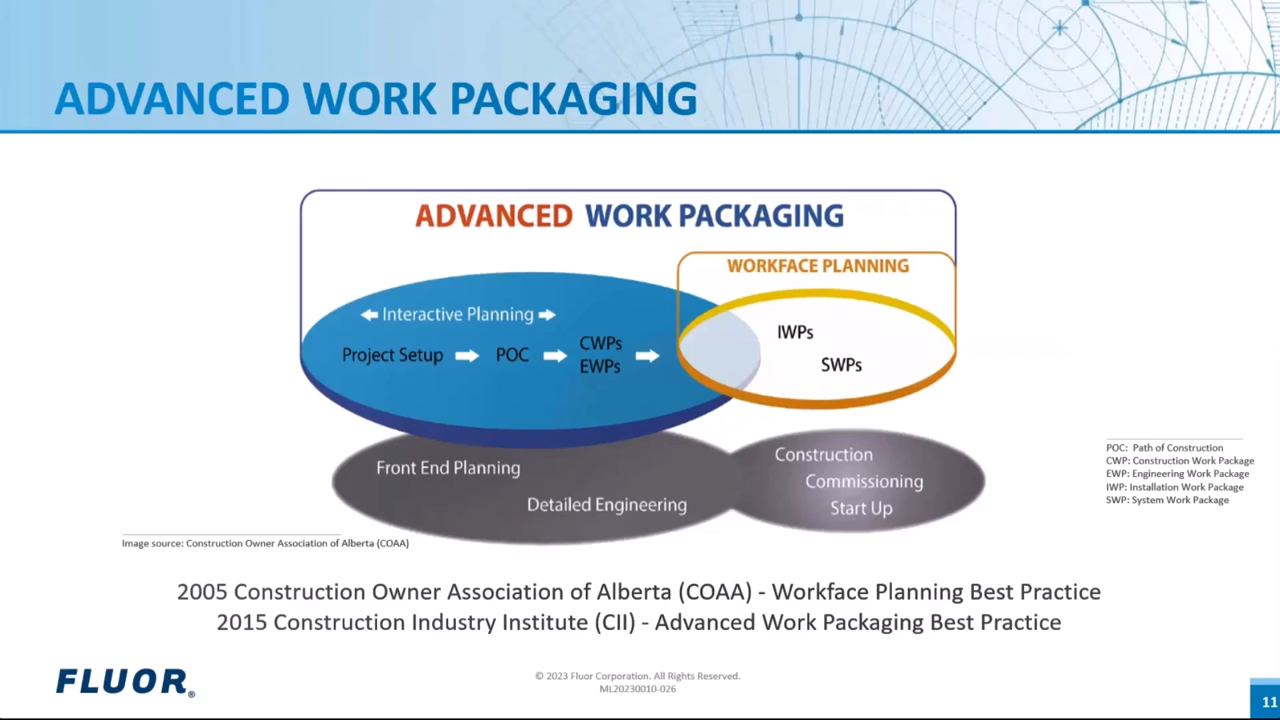 ADVANCED WORK PACKAGING
ADVANCED WORK PACKAGING
WORKFACE PLANNING
Interactive Planning
Project Setup
POC
CWPs
EWPs
IWPs
SWPs
Front End Planning
Detailed Engineering
Construction
Commissioning
Start Up
POC: Path of Construction
CWP: Construction Work Package
EWP: Engineering Work Package
IWP: Installation Work Package
SWP: System Work Package
Image source: Construction Owner Association of Alberta (COAA)
2005 Construction Owner Association of Alberta (COAA) - Workface Planning Best Practice
2015 Construction Industry Institute (CII) - Advanced Work Packaging Best Practice
FLUOR®
© 2023 Fluor Corporation. All Rights Reserved.
ML20230010-026
11